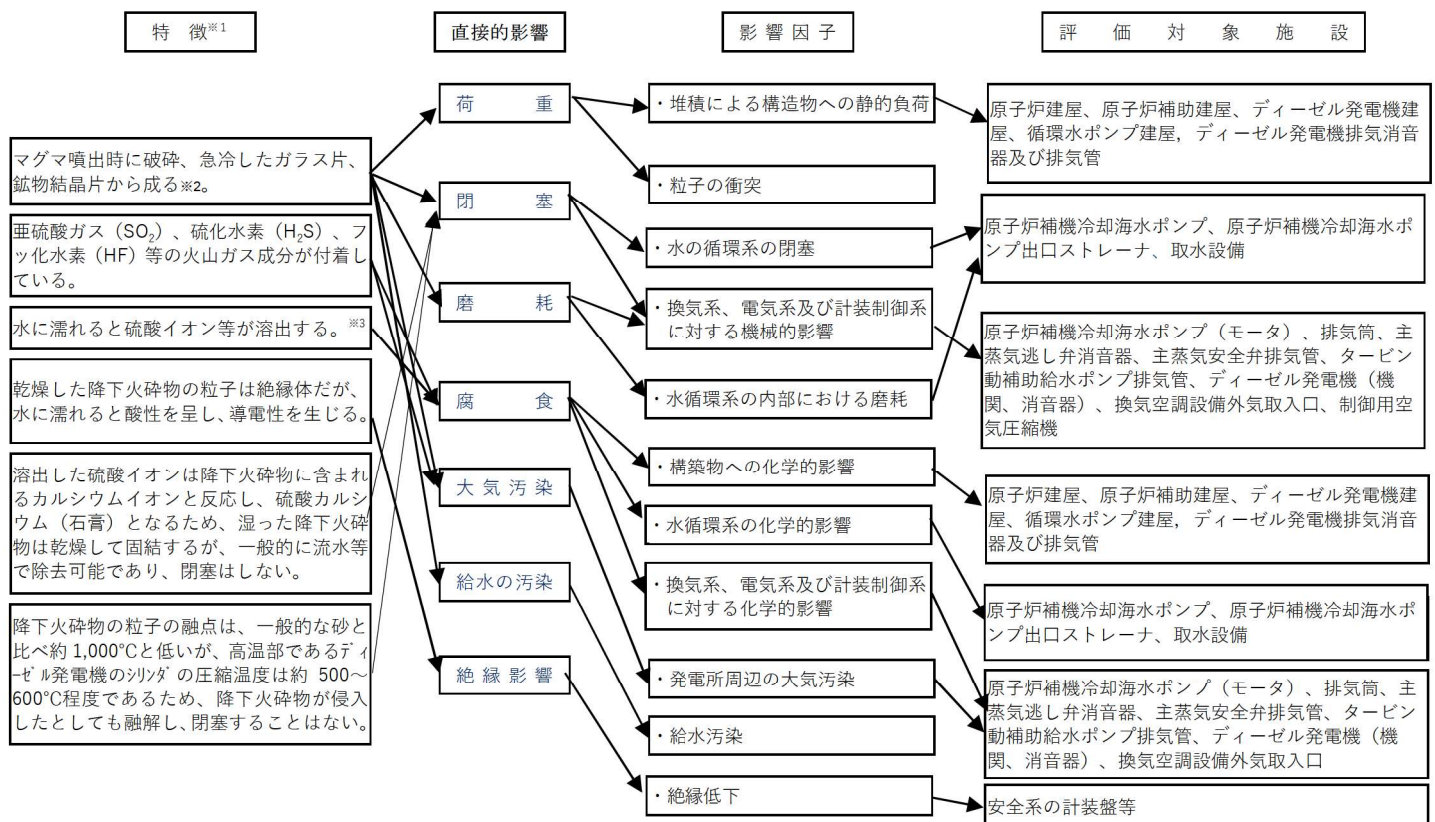 特 徴※1
直接的影響
影響因子
評価対象施設
マグマ噴出時に破砕、急冷したガラス片、
鉱物結晶片から成る※2。
亜硫酸ガス（SO₂）、硫化水素（H₂S）、フ
ッ化水素（HF）等の火山ガス成分が付着し
ている。
水に濡れると硫酸イオン等が溶出する。※3
乾燥した降下火砕物の粒子は絶縁体だが、
水に濡れると酸性を呈し、導電性を生じる。
溶出した硫酸イオンは降下火砕物に含まれ
るカルシウムイオンと反応し、硫酸カルシ
ウム（石膏）となるため、湿った降下火砕
物は乾燥して固結するが、一般的に流水等
で除去可能であり、閉塞はしない。
降下火砕物の粒子の融点は、一般的な砂と
比べ約1,000℃と低いが、高温部であるﾃﾞｨ
ｰｾﾞﾙ発電機のｼﾘﾝﾀﾞの圧縮温度は約 500～
600℃程度であるため、降下火砕物が侵入
したとしても融解し、閉塞することはない。
荷重
閉塞
磨耗
腐食
大気汚染
給水の汚染
絶縁影響
・堆積による構造物への静的負荷
・粒子の衝突
・水の循環系の閉塞
・換気系、電気系及び計装制御系
に対する機械的影響
・水循環系の内部における磨耗
・構築物への化学的影響
・水循環系の化学的影響
・換気系、電気系及び計装制御系
に対する化学的影響
・発電所周辺の大気汚染
・給水汚染
・絶縁低下
原子炉建屋、原子炉補助建屋、ディーゼル発電機建
屋、循環水ポンプ建屋，ディーゼル発電機排気消音
器及び排気管
原子炉補機冷却海水ポンプ、原子炉補機冷却海水ポ
ンプ出口ストレーナ、取水設備
原子炉補機冷却海水ポンプ（モータ）、排気筒、主
蒸気逃し弁消音器、主蒸気安全弁排気管、タービン
動補助給水ポンプ排気管、ディーゼル発電機（機
関、消音器）、換気空調設備外気取入口、制御用空
気圧縮機
原子炉建屋、原子炉補助建屋、ディーゼル発電機建
屋、循環水ポンプ建屋，ディーゼル発電機排気消音
器及び排気管
原子炉補機冷却海水ポンプ、原子炉補機冷却海水ポ
ンプ出口ストレーナ、取水設備
原子炉補機冷却海水ポンプ（モータ）、排気筒、主
蒸気逃し弁消音器、主蒸気安全弁排気管、タービン
動補助給水ポンプ排気管、ディーゼル発電機（機
関、消音器）、換気空調設備外気取入口
安全系の計装盤等